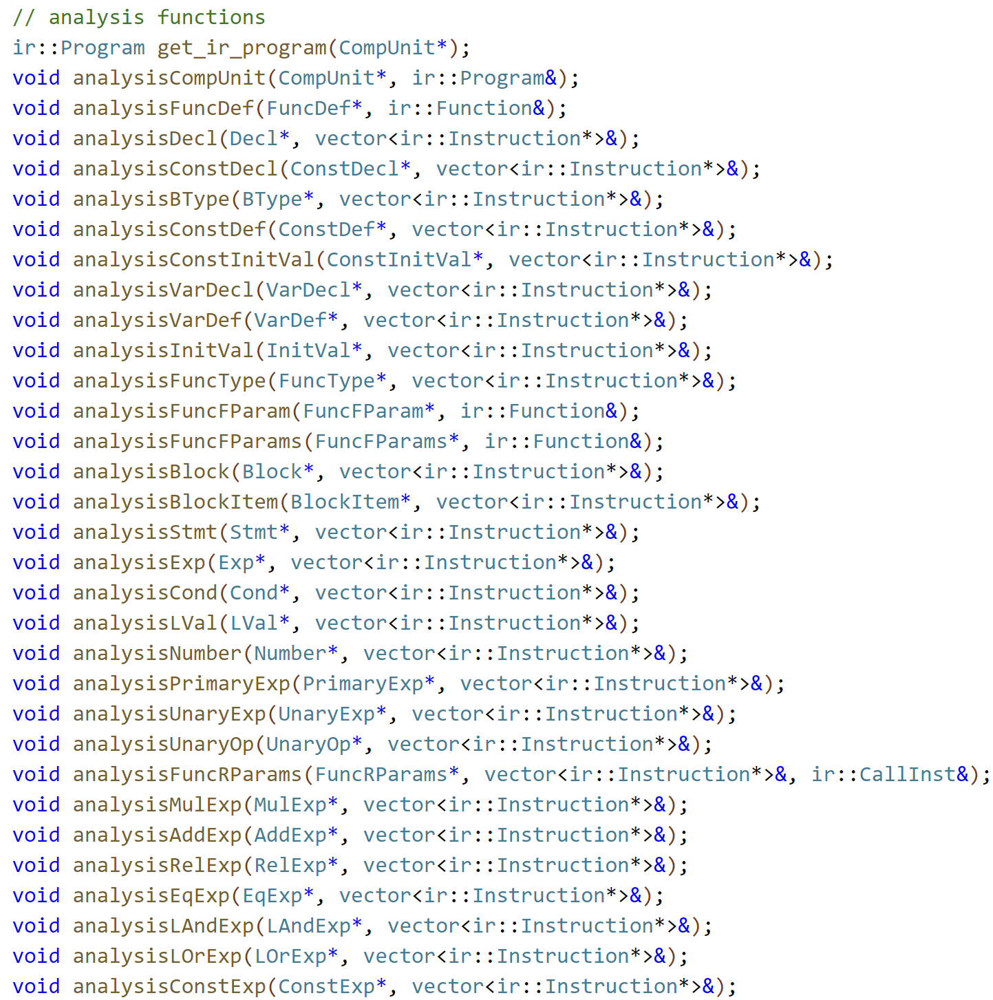 // analysis functions
ir::Program get_ir_program(CompUnit*);
void analysisCompUnit(CompUnit*, ir::Program&);
void analysisFuncDef(FuncDef*, ir::Function&);
void analysisDecl(Decl*, vector<ir::Instruction*>&);
void analysisConstDecl(ConstDecl*, vector<ir::Instruction*>&);
void analysisBType(BType*, vector<ir::Instruction*>&);
void analysisConstDef(ConstDef*, vector<ir::Instruction*>&);
void analysisConstInitVal(ConstInitVal*, vector<ir::Instruction*>&);
void analysisVarDecl(VarDecl*, vector<ir::Instruction*>&);
void analysisVarDef(VarDef*, vector<ir::Instruction*>&);
void analysisInitVal(InitVal*, vector<ir::Instruction*>&);
void analysisFuncType(FuncType*, vector<ir::Instruction*>&);
void analysisFuncFParam(FuncFParam*, ir::Function&);
void analysisFuncFParams(FuncFParams*, ir::Function&);
void analysisBlock(Block*, vector<ir::Instruction*>&);
void analysisBlockItem(BlockItem*, vector<ir::Instruction*>&);
void analysisStmt(Stmt*, vector<ir::Instruction*>&);
void analysisExp(Exp*, vector<ir::Instruction*>&);
void analysisCond(Cond*, vector<ir::Instruction*>&);
void analysisLVal(LVal*, vector<ir::Instruction*>&);
void analysisNumber(Number*, vector<ir::Instruction*>&);
void analysisPrimaryExp(PrimaryExp*, vector<ir::Instruction*>&);
void analysisUnaryExp(UnaryExp*, vector<ir::Instruction*>&);
void analysisUnaryOp(UnaryOp*, vector<ir::Instruction*>&);
void analysisFuncRParams(FuncRParams*, vector<ir::Instruction*>&, ir::CallInst&);
void analysisMulExp(MulExp*, vector<ir::Instruction*>&);
void analysisAddExp(AddExp*, vector<ir::Instruction*>&);
void analysisRelExp(RelExp*, vector<ir::Instruction*>&);
void analysisEqExp(EqExp*, vector<ir::Instruction*>&);
void analysisLAndExp(LAndExp*, vector<ir::Instruction*>&);
void analysisLOrExp(LOrExp*, vector<ir::Instruction*>&);
void analysisConstExp(ConstExp*, vector<ir::Instruction*>&);